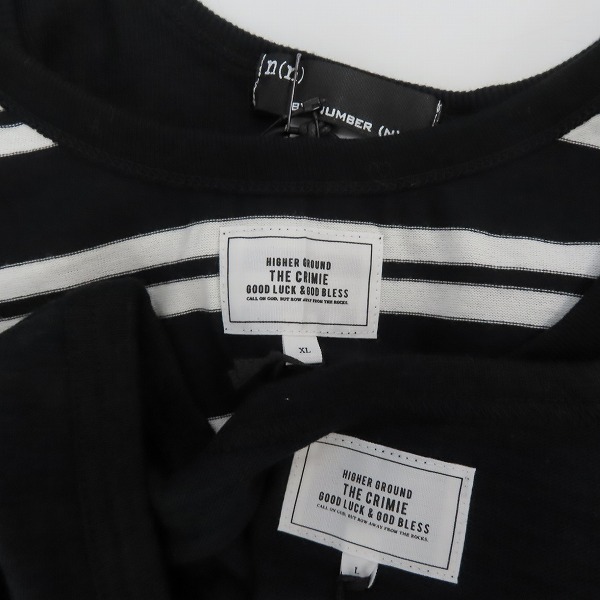 n(n)
BY NUMBER (N)
HIGHER GROUND
THE CRIMIE
GOOD LUCK & GOD BLESS
CALL ON GOD, BUT ROW AWAY FROM THE ROCKS.
XL
HIGHER GROUND
THE CRIMIE
GOOD LUCK & GOD BLESS
CALL ON GOD, BUT ROW AWAY FROM THE ROCKS.
L